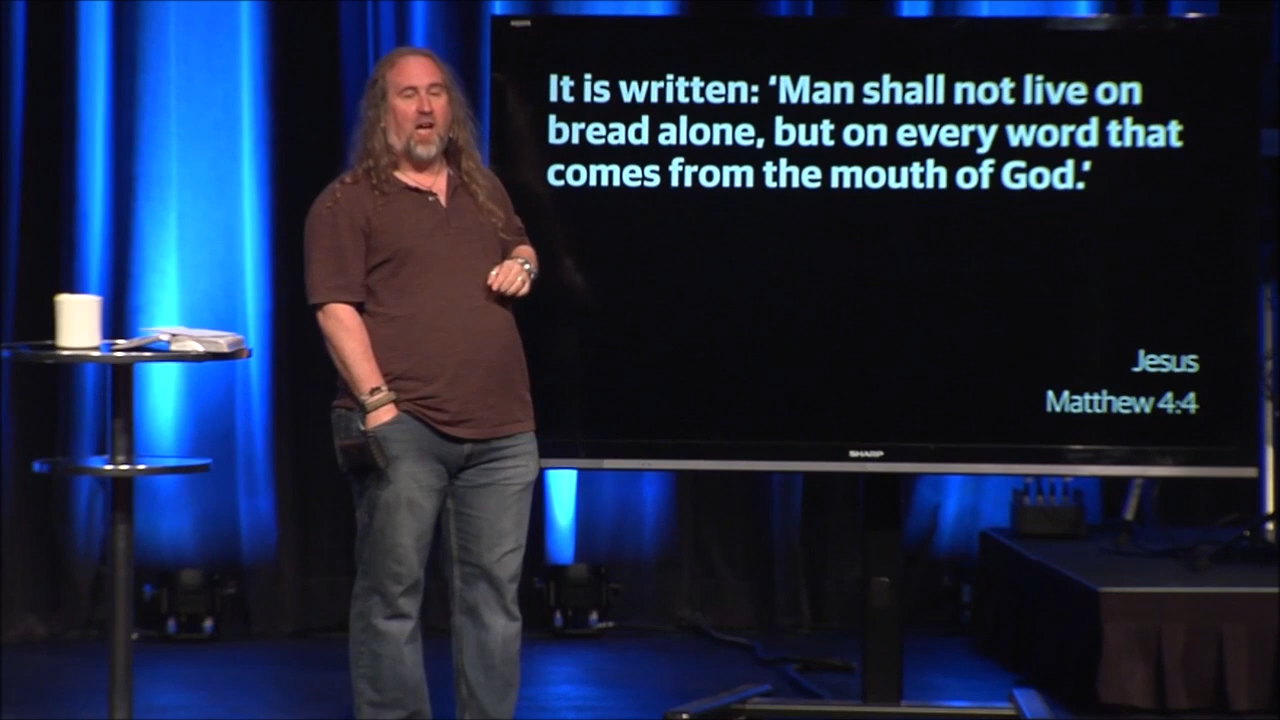 It is written: ‘Man shall not live on
bread alone, but on every word that
comes from the mouth of God.’
Jesus
Matthew 4:4
SHARP